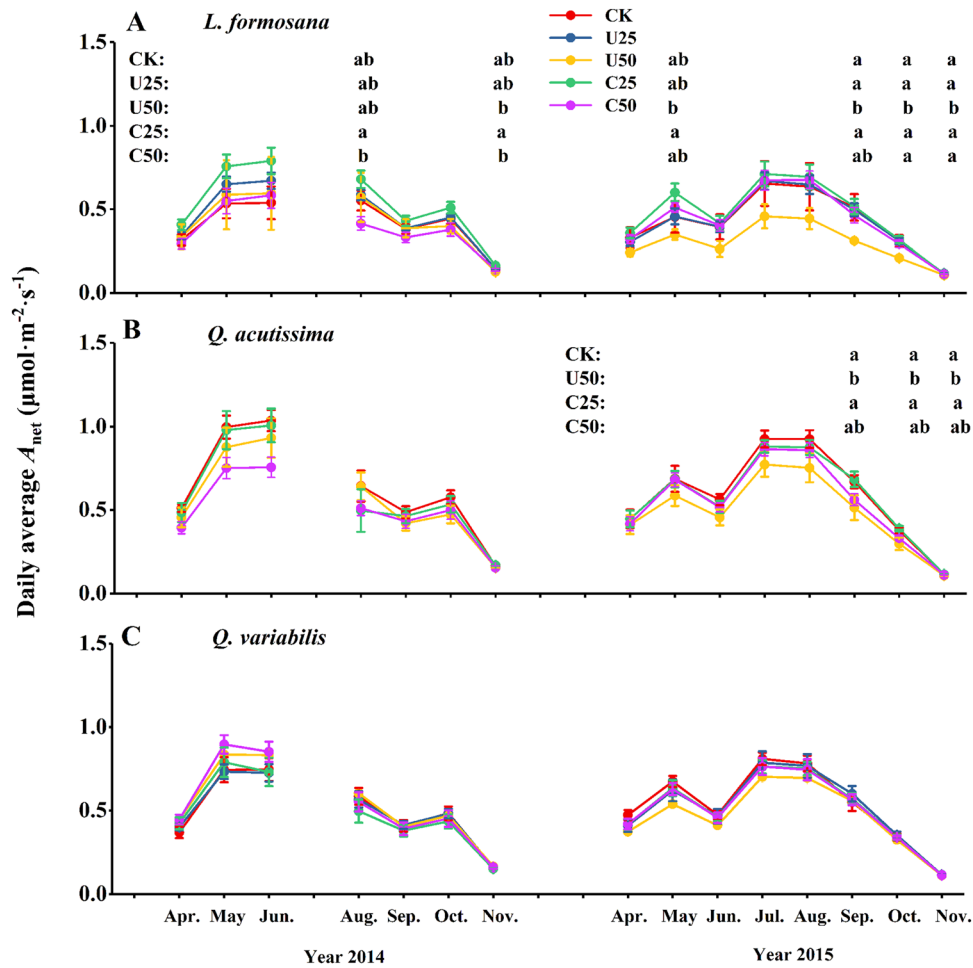 A
L. formosana
CK
U25
U50
C25
C50
1.5
CK: ab ab ab a a a
U25: ab ab ab a a a
U50: ab b b b b b
1.0
C25: a a a a a a
C50: b b ab ab a a
0.5
0.0
B
Q. acutissima
1.5
CK: a a a
U50: b b b
C25: a a a
C50: ab ab ab
1.0
0.5
0.0
Daily average Anet (μmol·m-2·s-1)
C
Q. variabilis
1.5
1.0
0.5
0.0
Apr. May Jun. Aug. Sep. Oct. Nov. Apr. May Jun. Jul. Aug. Sep. Oct. Nov.
Year 2014 Year 2015